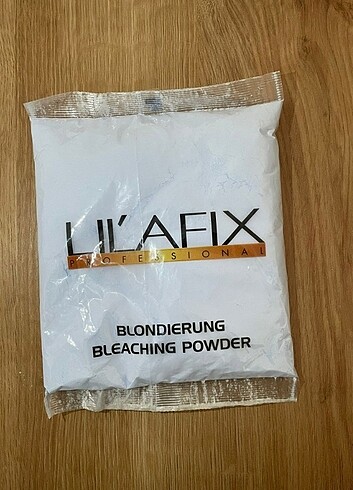 LIL'AFIX
PROFESSIONAL
BLONDIERUNG
BLEACHING POWDER